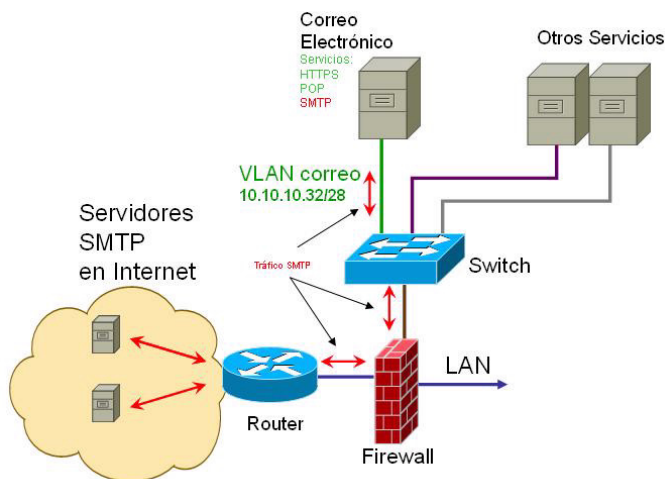 Correo
Electrónico
Servicios:
HTTPS
POP
SMTP
Otros Servicios
VLAN correo
10.10.10.32/28
Servidores
SMTP
en Internet
Tráfico SMTP
Switch
LAN
Router
Firewall